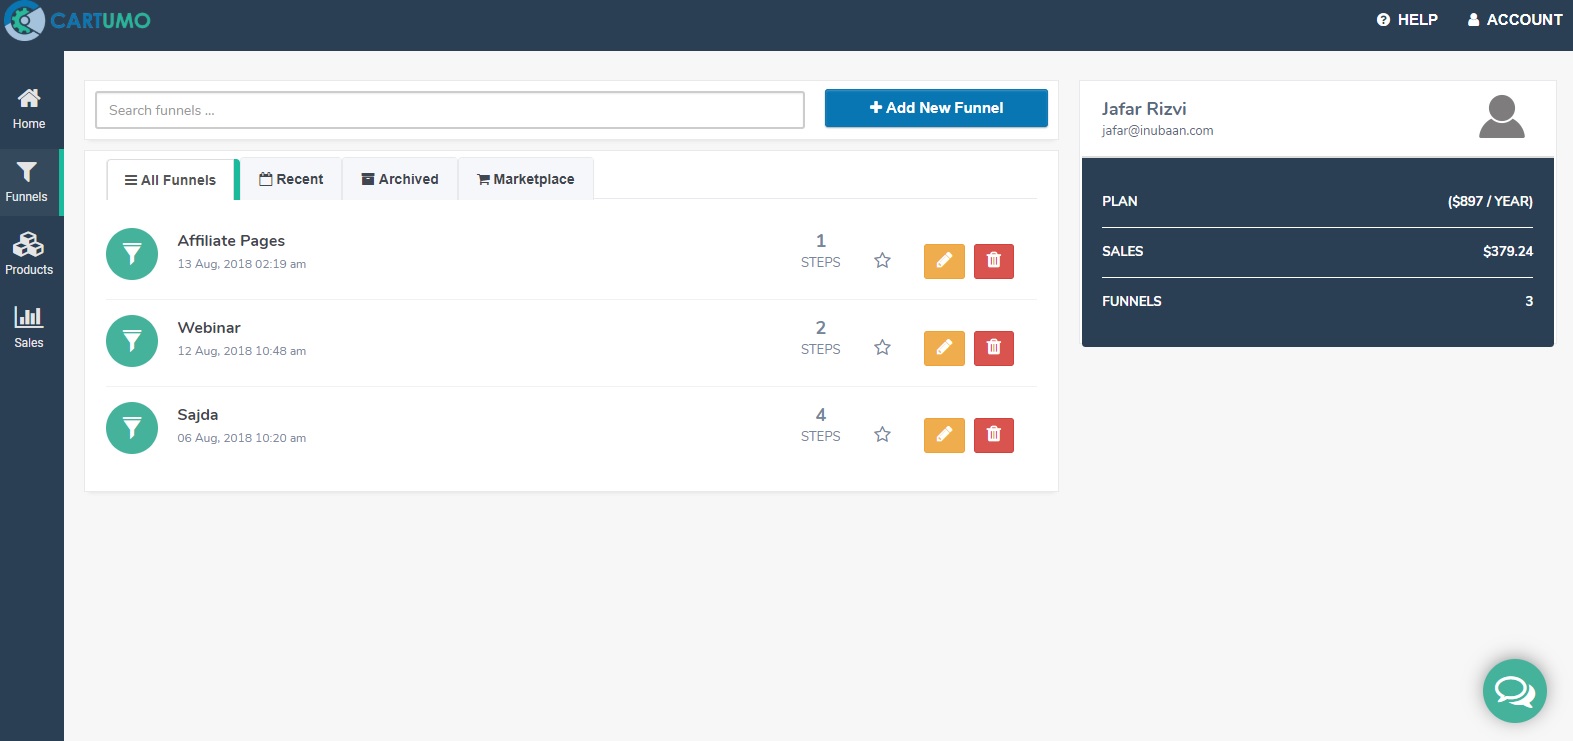 CARTUMO
HELP
ACCOUNT
Home
Funnels
Products
Sales
Search funnels ...
Add New Funnel
All Funnels
Recent
Archived
Marketplace
Affiliate Pages
13 Aug, 2018 02:19 am
1
STEPS
Webinar
12 Aug, 2018 10:48 am
2
STEPS
Sajda
06 Aug, 2018 10:20 am
4
STEPS
Jafar Rizvi
jafar@inubaan.com
PLAN ($897 / YEAR)
SALES $379.24
FUNNELS 3